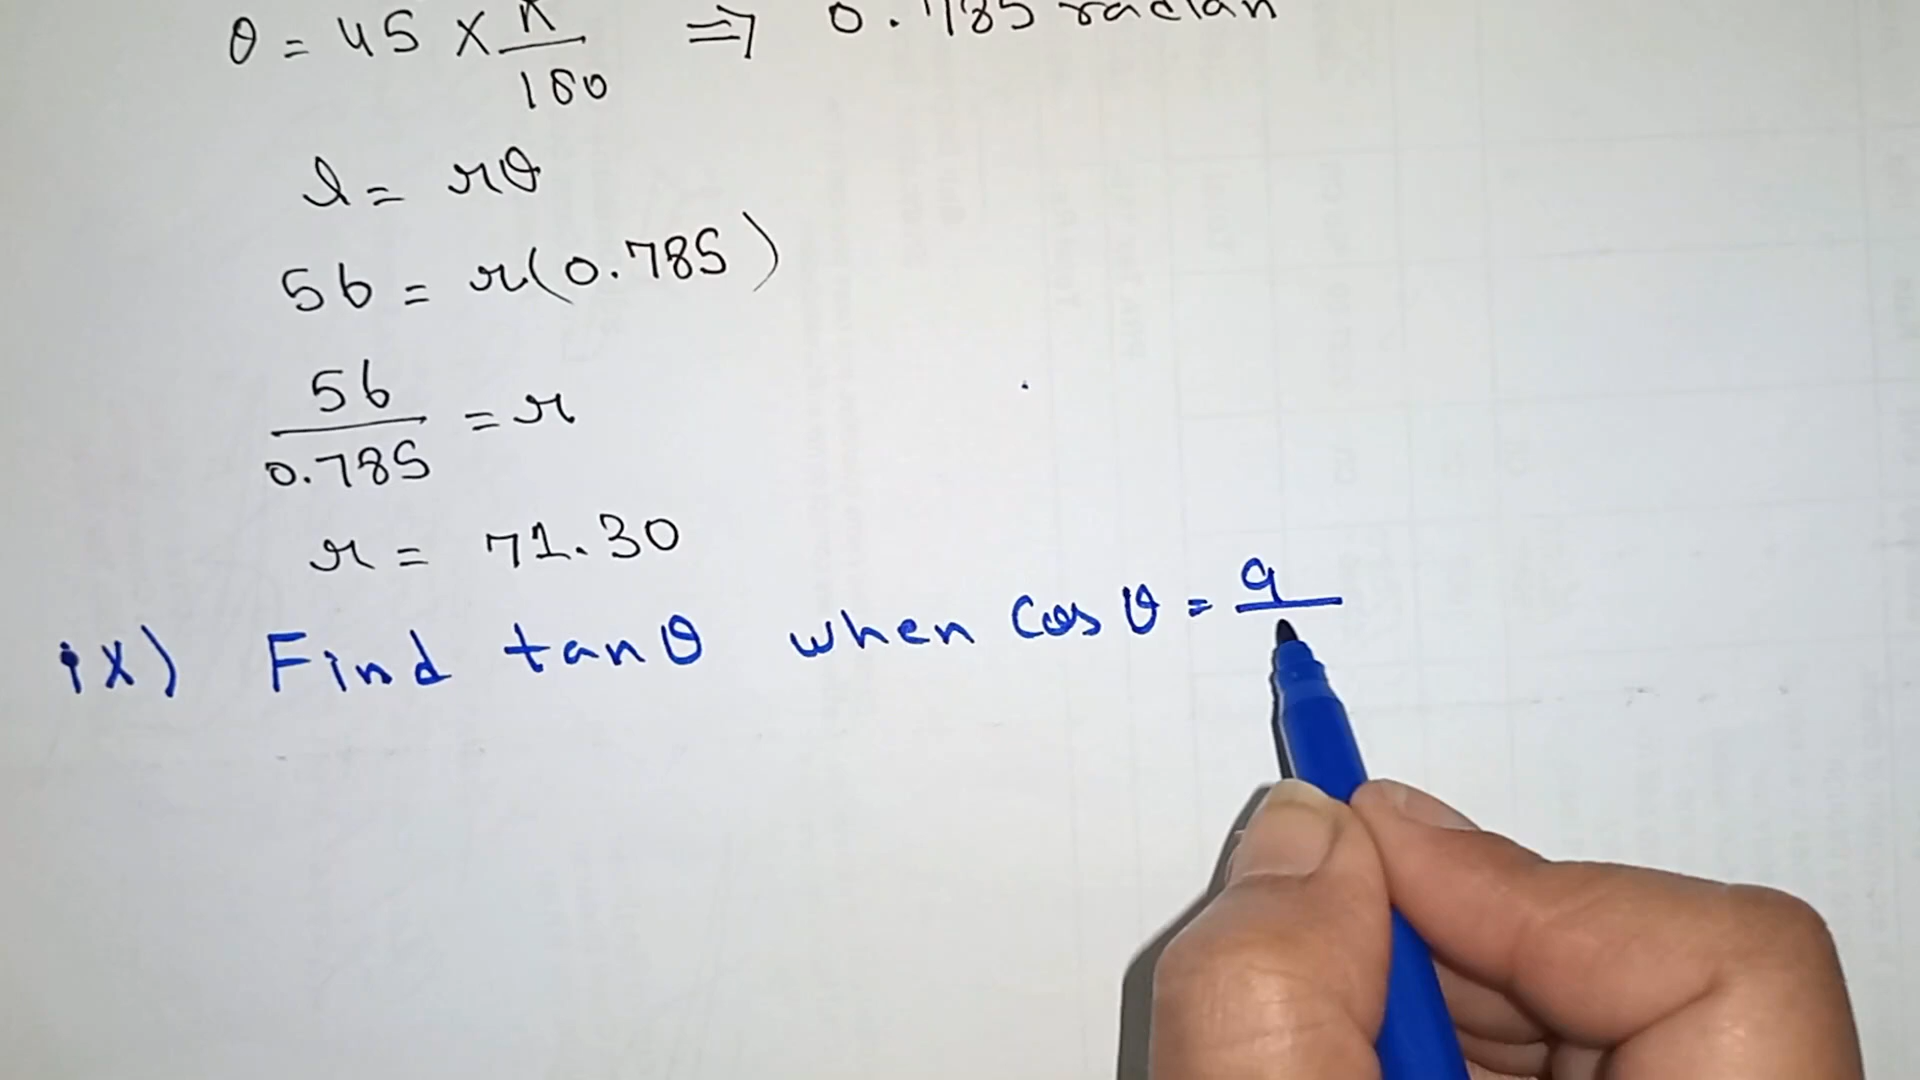 θ = 45 × π/180 ⇒ 0.785 radian
l = rθ
56 = r(0.785)
56/0.785 = r
r = 71.30
ix) Find tanθ when Cos θ = 9/